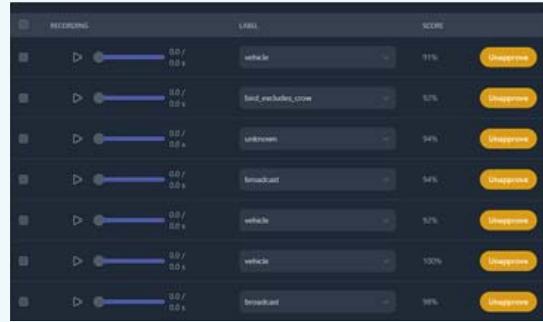 RECORDING LABEL SCORE
0.0 /
0.0 s
vehicle 91% Unapprove
0.0 /
0.0 s
bird_excludes_crow 92% Unapprove
0.0 /
0.0 s
unknown 94% Unapprove
0.0 /
0.0 s
broadcast 94% Unapprove
0.0 /
0.0 s
vehicle 92% Unapprove
0.0 /
0.0 s
vehicle 100% Unapprove
0.0 /
0.0 s
broadcast 98% Unapprove